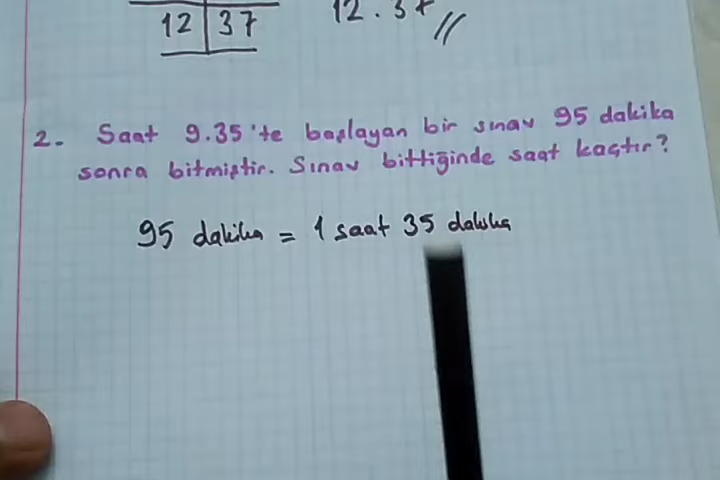 12 | 37
12.37 //
2. Saat 9.35'te başlayan bir sınav 95 dakika
sonra bitmiştir. Sınav bittiğinde saat kaçtır?
95 dakika = 1 saat 35 dakika